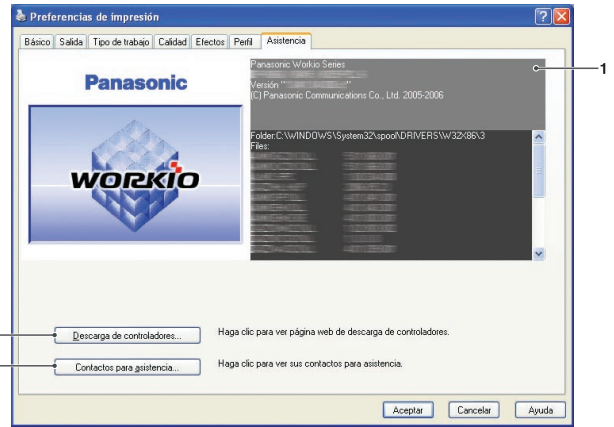 Preferencias de impresión
Básico Salida Tipo de trabajo Calidad Efectos Perfil Asistencia
Panasonic
WORKIO
Panasonic Workio Series
Versión "
(C) Panasonic Communications Co., Ltd. 2005-2006
1
Folder:C:\WINDOWS\System32\spool\DRIVERS\W32X86\3
Files:
Descarga de controladores... Haga clic para ver página web de descarga de controladores.
Contactos para asistencia... Haga clic para ver sus contactos para asistencia.
Aceptar Cancelar Ayuda